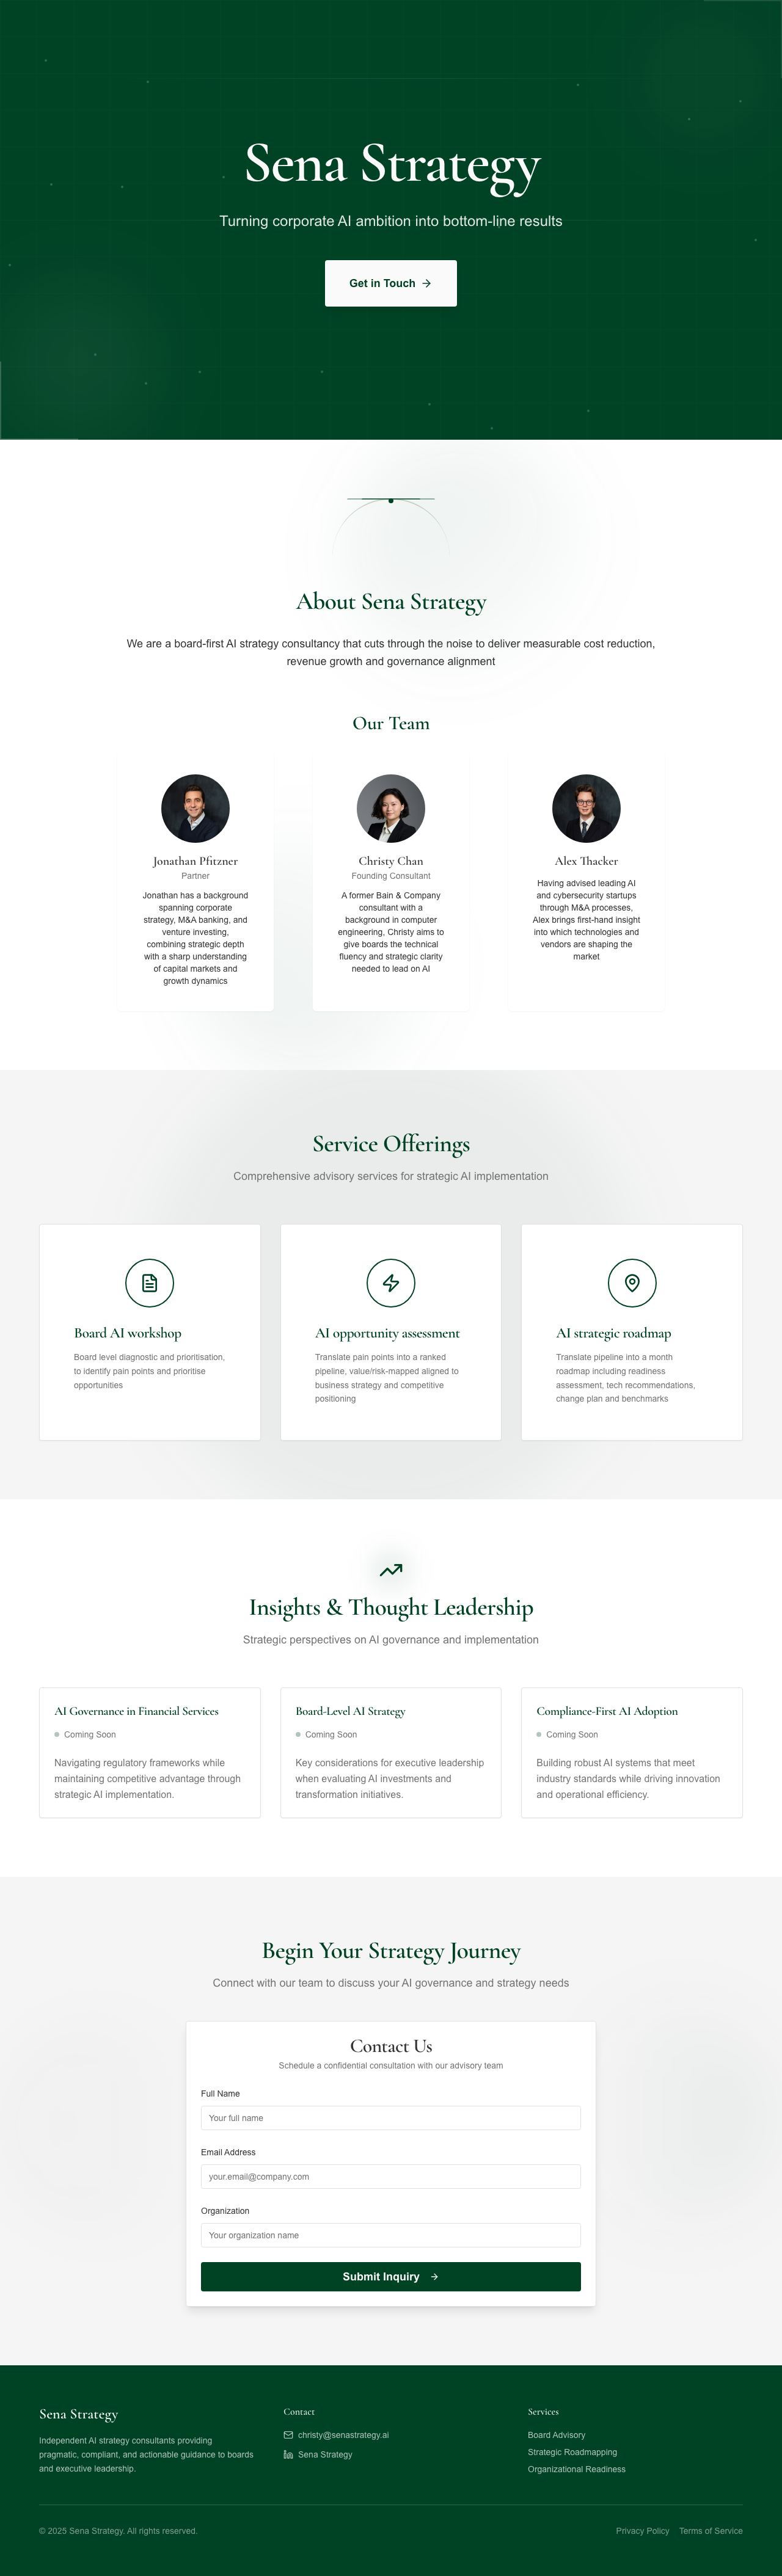 Sena Strategy
Turning corporate AI ambition into bottom-line results
Get in Touch
About Sena Strategy
We are a board-first AI strategy consultancy that cuts through the noise to deliver measurable cost reduction,
revenue growth and governance alignment
Our Team
Jonathan Pfitzner
Partner
Jonathan has a background
spanning corporate
strategy, M&A banking, and
venture investing,
combining strategic depth
with a sharp understanding
of capital markets and
growth dynamics
Christy Chan
Founding Consultant
A former Bain & Company
consultant with a
background in computer
engineering, Christy aims to
give boards the technical
fluency and strategic clarity
needed to lead on AI
Alex Thacker
Having advised leading AI
and cybersecurity startups
through M&A processes,
Alex brings first-hand insight
into which technologies and
vendors are shaping the
market
Service Offerings
Comprehensive advisory services for strategic AI implementation
Board AI workshop
Board level diagnostic and prioritisation,
to identify pain points and prioritise
opportunities
AI opportunity assessment
Translate pain points into a ranked
pipeline, value/risk-mapped aligned to
business strategy and competitive
positioning
AI strategic roadmap
Translate pipeline into a month
roadmap including readiness
assessment, tech recommendations,
change plan and benchmarks
Insights & Thought Leadership
Strategic perspectives on AI governance and implementation
AI Governance in Financial Services
Coming Soon
Navigating regulatory frameworks while
maintaining competitive advantage through
strategic AI implementation.
Board-Level AI Strategy
Coming Soon
Key considerations for executive leadership
when evaluating AI investments and
transformation initiatives.
Compliance-First AI Adoption
Coming Soon
Building robust AI systems that meet
industry standards while driving innovation
and operational efficiency.
Begin Your Strategy Journey
Connect with our team to discuss your AI governance and strategy needs
Contact Us
Schedule a confidential consultation with our advisory team
Full Name
Your full name
Email Address
your.email@company.com
Organization
Your organization name
Submit Inquiry
Sena Strategy
Independent AI strategy consultants providing
pragmatic, compliant, and actionable guidance to boards
and executive leadership.
Contact
christy@senastrategy.ai
Sena Strategy
Services
Board Advisory
Strategic Roadmapping
Organizational Readiness
© 2025 Sena Strategy. All rights reserved.
Privacy Policy
Terms of Service